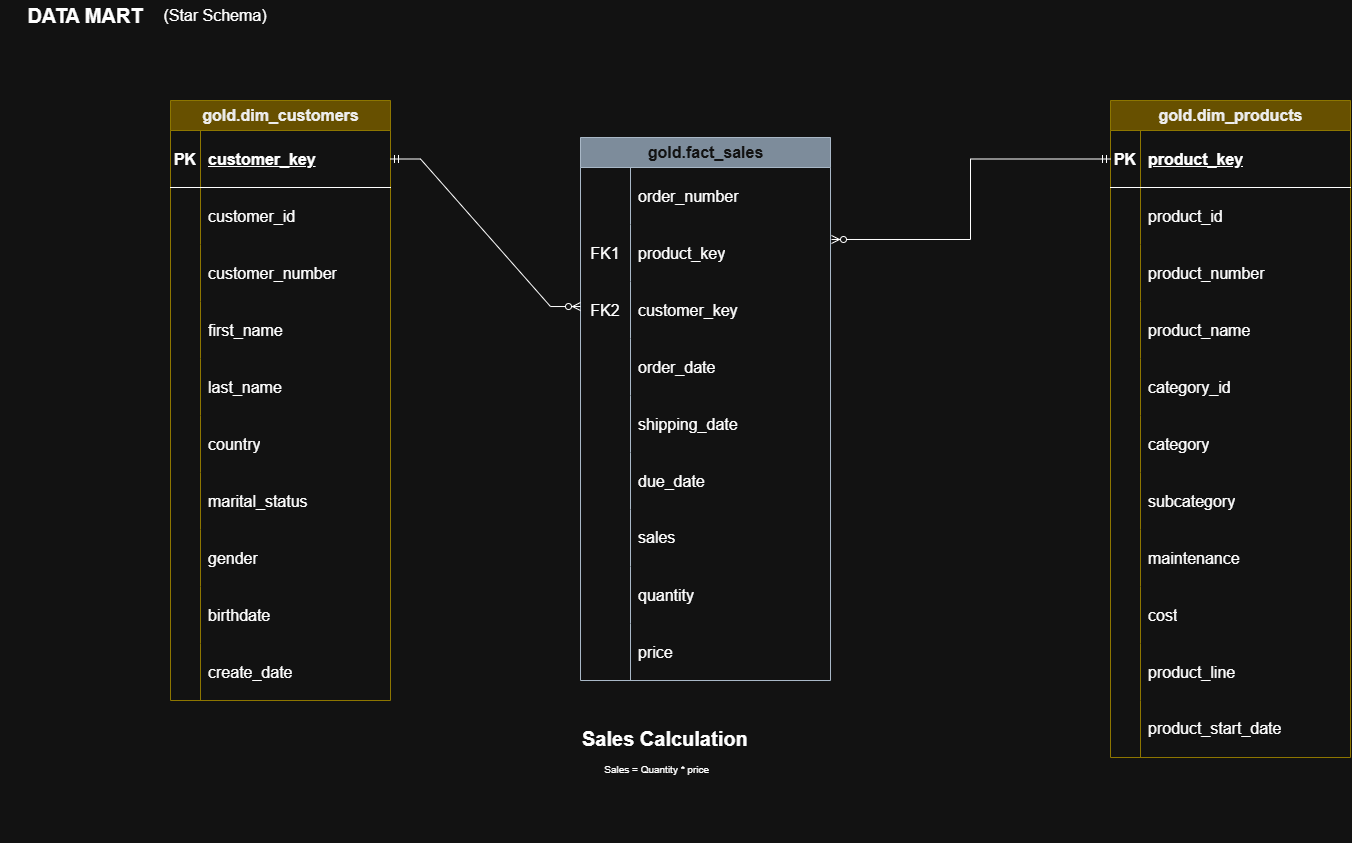 DATA MART (Star Schema)
gold.dim_customers
PK customer_key
customer_id
customer_number
first_name
last_name
country
marital_status
gender
birthdate
create_date
gold.fact_sales
order_number
FK1 product_key
FK2 customer_key
order_date
shipping_date
due_date
sales
quantity
price
Sales Calculation
Sales = Quantity * price
gold.dim_products
PK product_key
product_id
product_number
product_name
category_id
category
subcategory
maintenance
cost
product_line
product_start_date